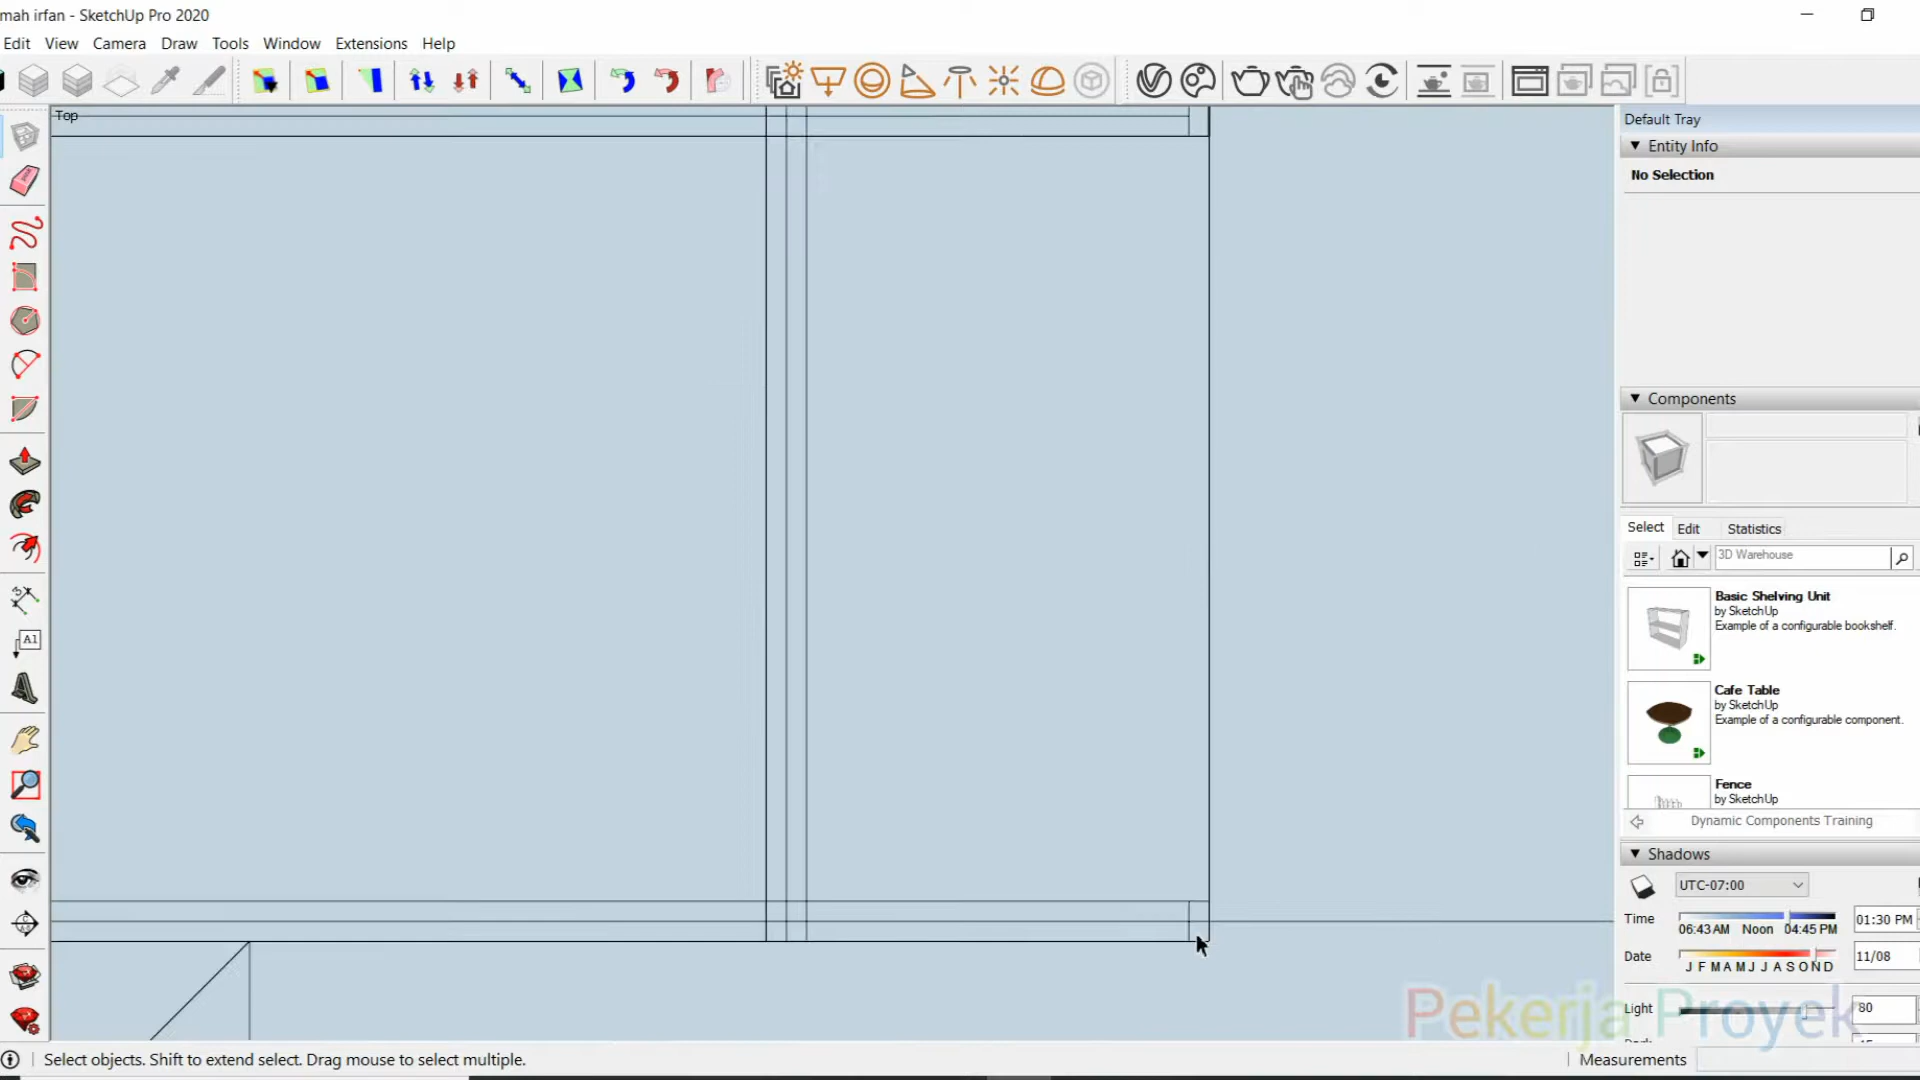 mah irfan - SketchUp Pro 2020
Edit View Camera Draw Tools Window Extensions Help
Top
Default Tray
Entity Info
No Selection
A1
Components
Select Edit Statistics
3D Warehouse
Basic Shelving Unit
by SketchUp
Example of a configurable bookshelf.
Cafe Table
by SketchUp
Example of a configurable component.
Fence
by SketchUp
Dynamic Components Training
Shadows
UTC-07:00
Time
06:43 AM Noon 04:45 PM
01:30 PM
Date
J F M A M J J A S O N D
11/08
Light
80
Pekerja Proyek
Select objects. Shift to extend select. Drag mouse to select multiple.
Measurements